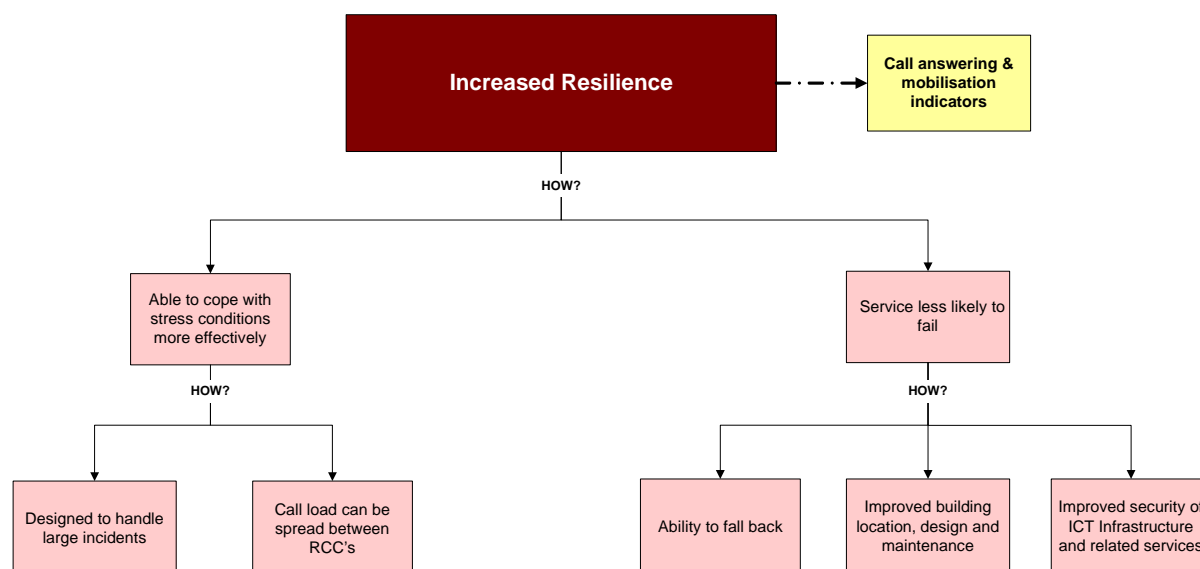 Increased Resilience
Call answering &
mobilisation
indicators
HOW?
Able to cope with
stress conditions
more effectively
Service less likely to
fail
HOW?
HOW?
Designed to handle
large incidents
Call load can be
spread between
RCC's
Ability to fall back
Improved building
location, design and
maintenance
Improved security of
ICT Infrastructure
and related services